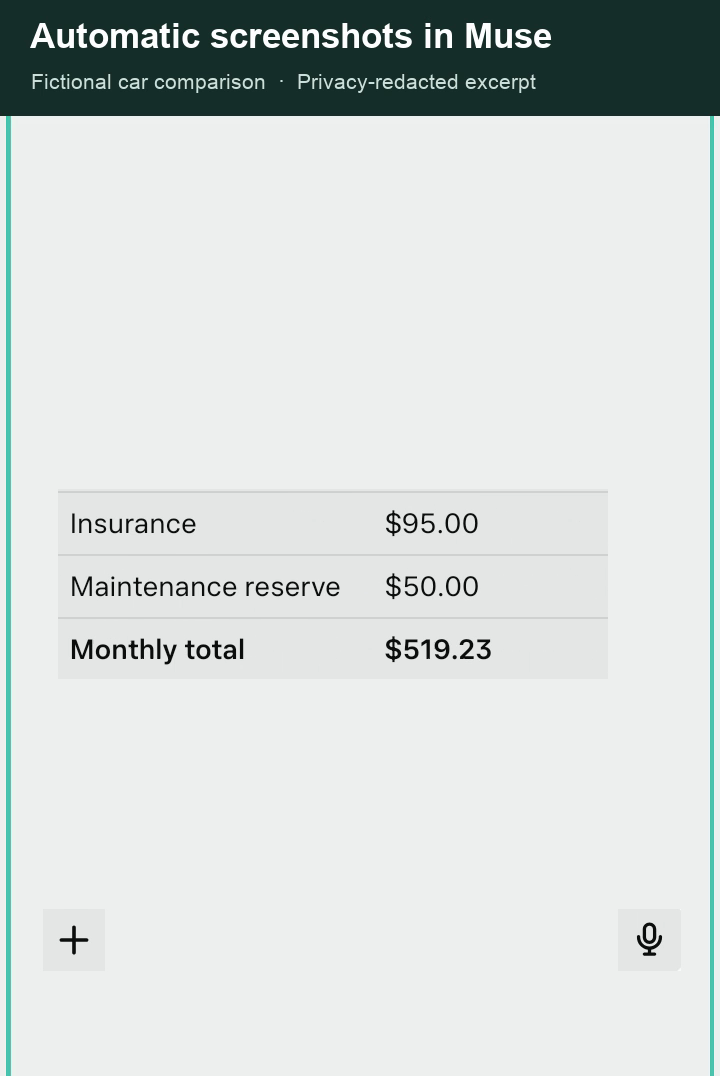 Automatic screenshots in Muse
Fictional car comparison · Privacy-redacted excerpt
Insurance $95.00
Maintenance reserve $50.00
Monthly total $519.23